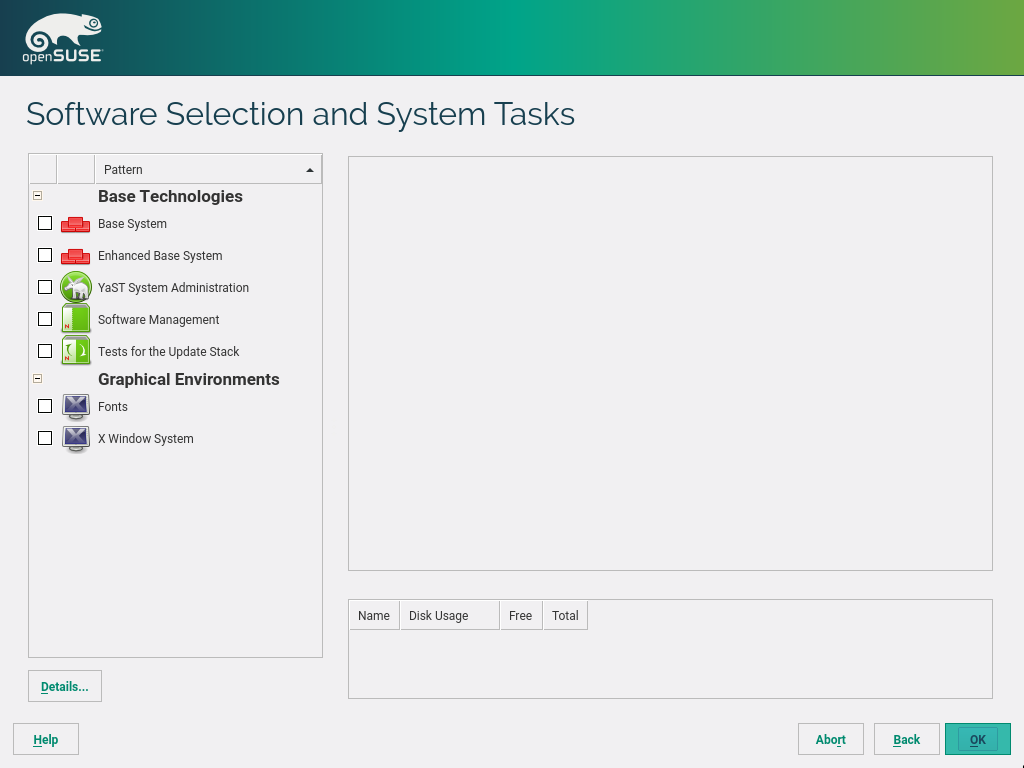 openSUSE
Software Selection and System Tasks
Pattern
Base Technologies
Base System
Enhanced Base System
YaST System Administration
Software Management
Tests for the Update Stack
Graphical Environments
Fonts
X Window System
Name Disk Usage Free Total
Details...
Help Abort Back OK